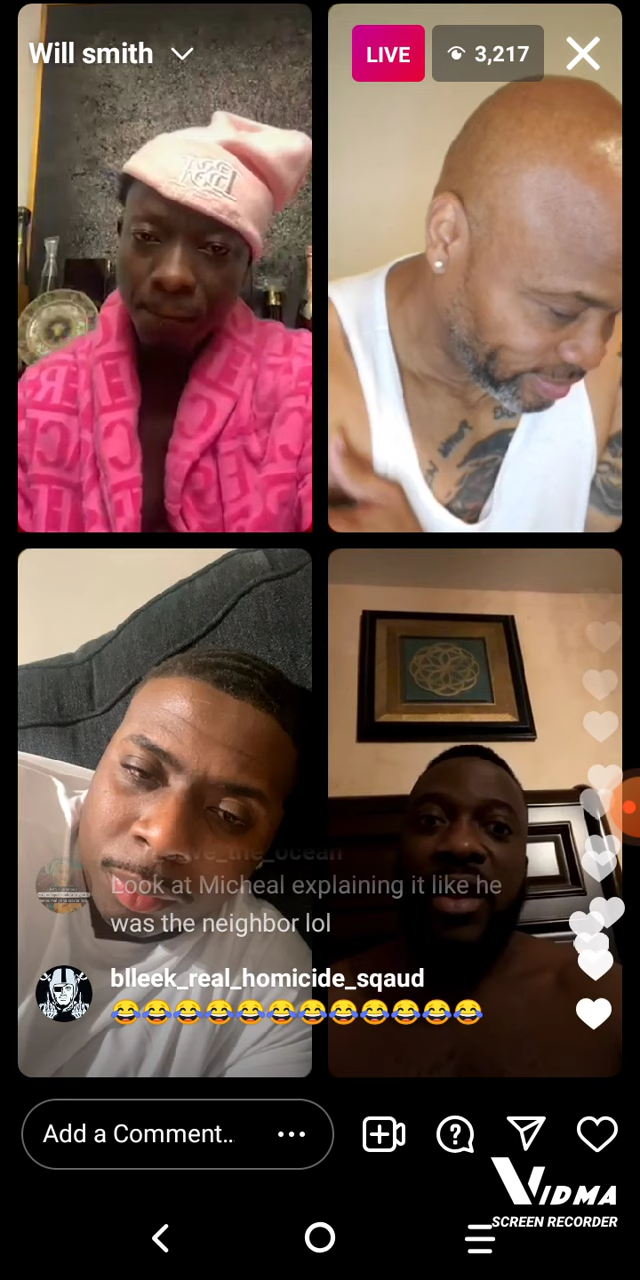 Will smith
LIVE
3,217
Look at Micheal explaining it like he
was the neighbor lol
blleek_real_homicide_sqaud
😂😂😂😂😂😂😂😂😂😂😂😂
Add a Comment..
VIDMA
SCREEN RECORDER